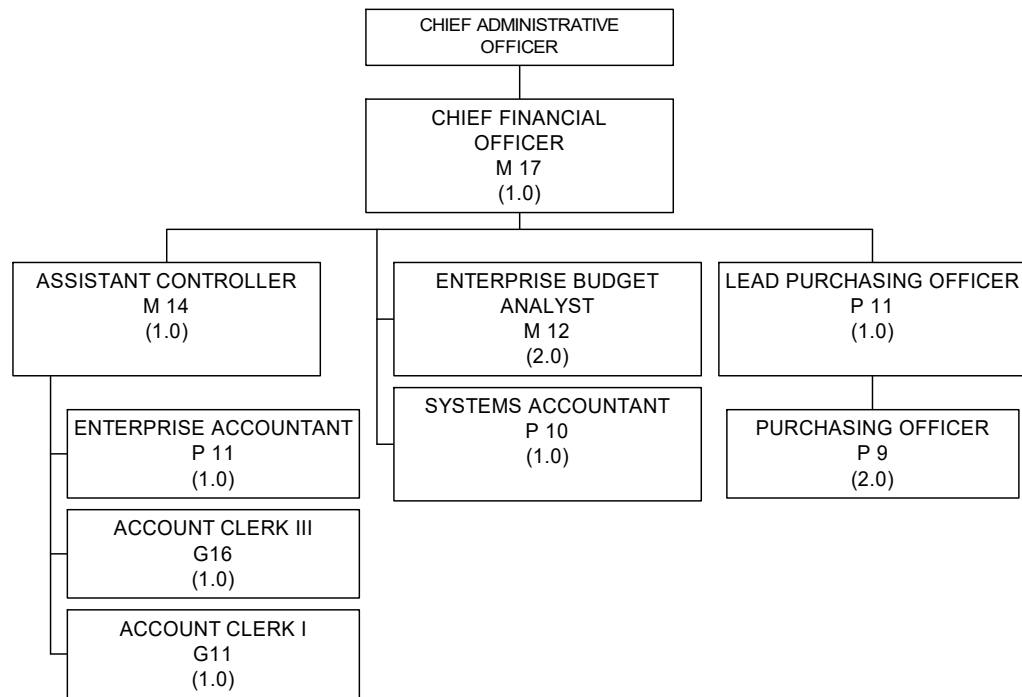 CHIEF ADMINISTRATIVE
OFFICER
CHIEF FINANCIAL
OFFICER
M 17
(1.0)
ASSISTANT CONTROLLER
M 14
(1.0)
ENTERPRISE BUDGET
ANALYST
M 12
(2.0)
LEAD PURCHASING OFFICER
P 11
(1.0)
SYSTEMS ACCOUNTANT
P 10
(1.0)
ENTERPRISE ACCOUNTANT
P 11
(1.0)
PURCHASING OFFICER
P 9
(2.0)
ACCOUNT CLERK III
G16
(1.0)
ACCOUNT CLERK I
G11
(1.0)